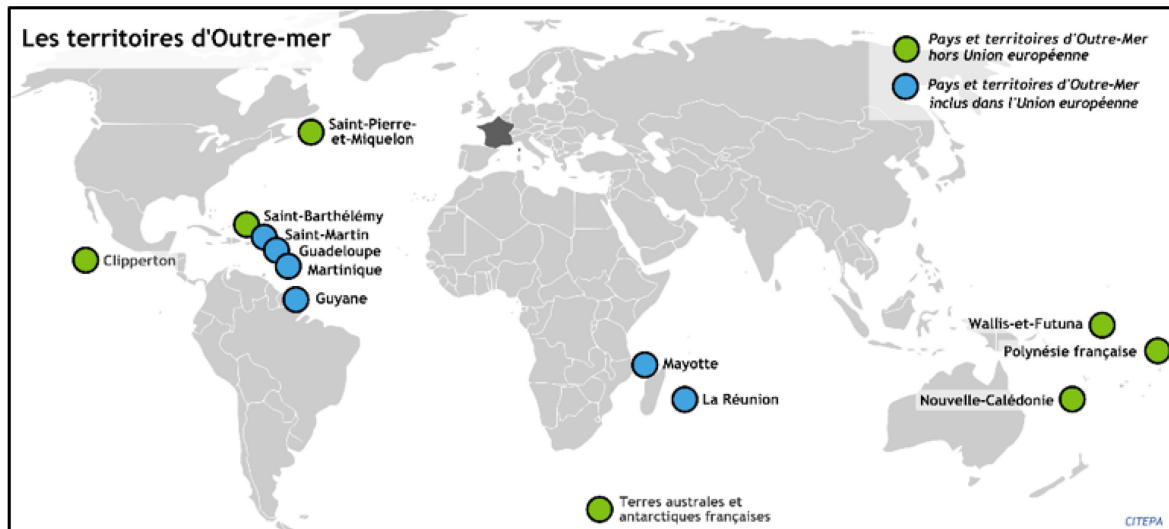 Les territoires d'Outre-mer
Pays et territoires d'Outre-Mer
hors Union européenne
Pays et territoires d'Outre-Mer
inclus dans l'Union européenne
Saint-Pierre-
et-Miquelon
Saint-Barthélémy
Saint-Martin
Guadeloupe
Martinique
Clipperton
Guyane
Wallis-et-Futuna
Polynésie française
Mayotte
La Réunion
Nouvelle-Calédonie
Terres australes et
antarctiques françaises
CITEPA